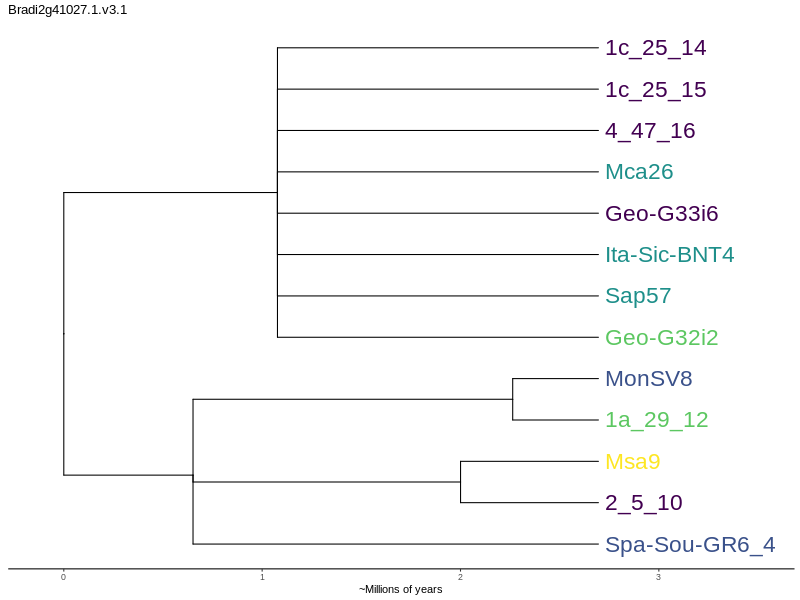 Bradi2g41027.1.v3.1
1c_25_14
1c_25_15
4_47_16
Mca26
Geo-G33i6
Ita-Sic-BNT4
Sap57
Geo-G32i2
MonSV8
1a_29_12
Msa9
2_5_10
Spa-Sou-GR6_4
0 1 2 3
~Millions of years